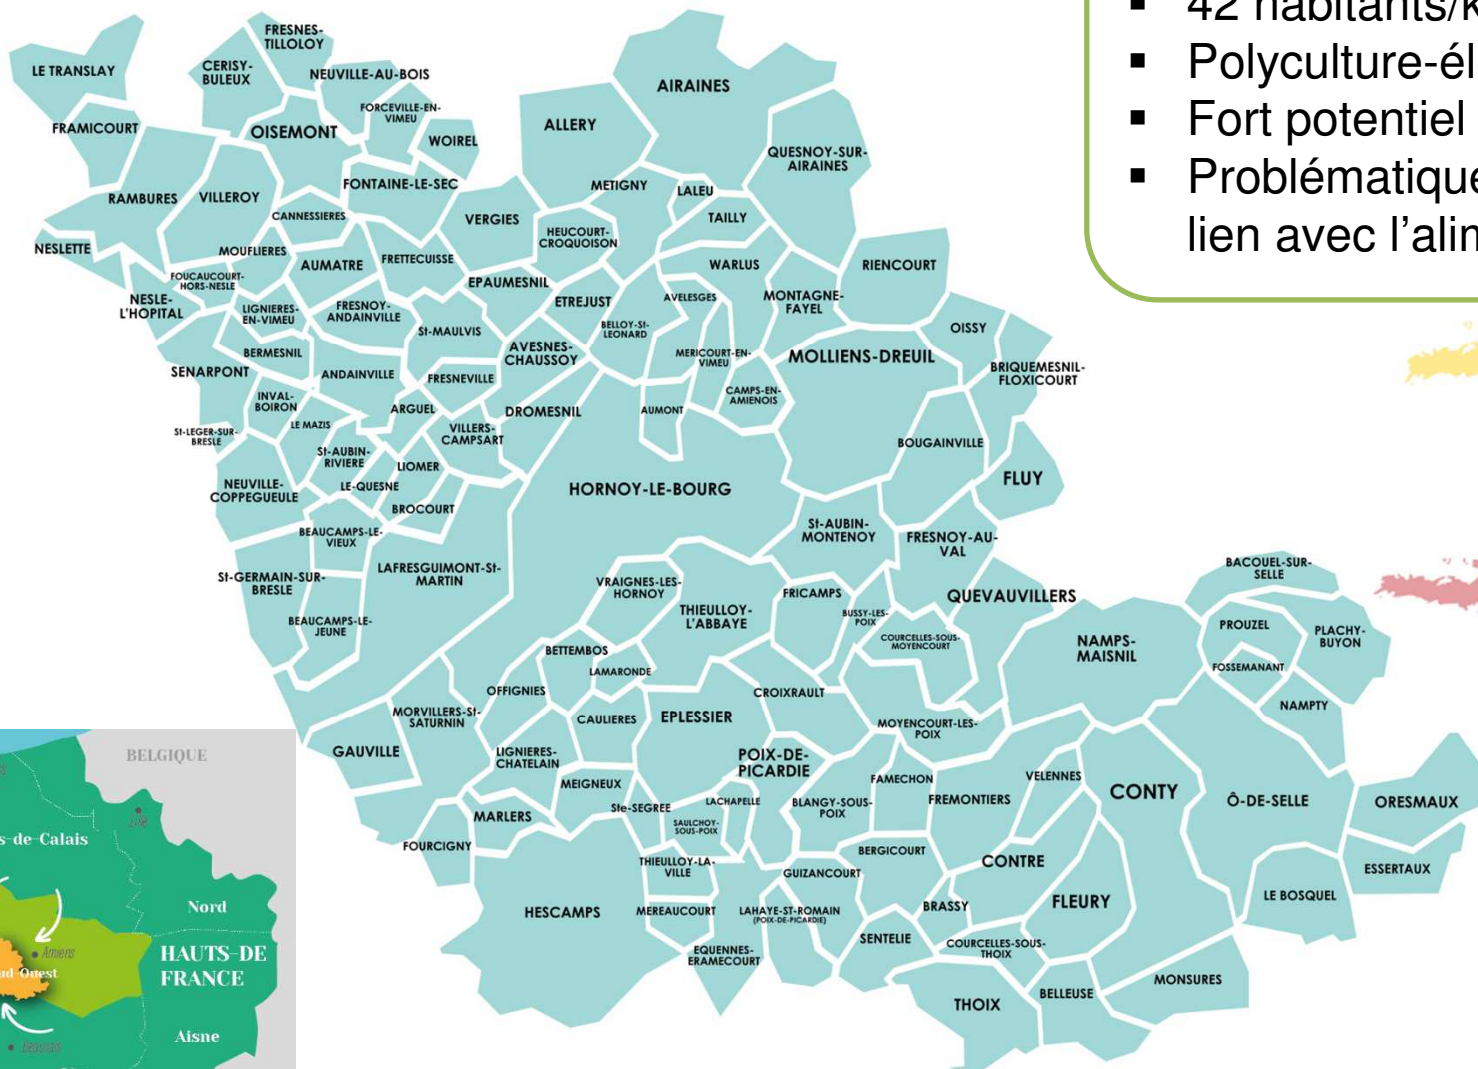 42 habitants/k
▪ Polyculture-él
▪ Fort potentiel
▪ Problématique
lien avec l'alim
FRESNES-
TILLOLOY
LE TRANSLAY
CERISY-
BULEUX
NEUVILLE-AU-BOIS
AIRAINES
FORCEVILLE-EN-
VIMEU
ALLERY
FRAMICOURT
OISEMONT
WOIREL
QUESNOY-SUR-
AIRAINES
FONTAINE-LE-SEC
METIGNY
LALEU
RAMBURES
VILLEROY
CANNESSIERES
VERGIES
TAILLY
HEUCOURT-
CROQUOISON
NESLETTE
MOUFLIERES
AUMATRE
FRETTECUISSE
WARLUS
RIENCOURT
FOUCAUCOURT-
HORS-NESLE
EPAUMESNIL
NESLE-
L'HOPITAL
LIGNIERES-
EN-VIMEU
FRESNOY-
ANDAINVILLE
ETREJUST
AVELESGES
MONTAGNE-
FAYEL
St-MAULVIS
BELLOY-St-
LEONARD
OISSY
BERMESNIL
AVESNES-
CHAUSSOY
MERICOURT-EN-
VIMEU
MOLLIENS-DREUIL
SENARPONT
ANDAINVILLE
FRESNEVILLE
BRIQUEMESNIL-
FLOXICOURT
INVAL-
BOIRON
CAMPS-EN-
AMIENOIS
ARGUEL
DROMESNIL
AUMONT
LE MAZIS
St-LEGER-SUR-
BRESLE
VILLERS-
CAMPSART
BOUGAINVILLE
St-AUBIN-
RIVIERE
LIOMER
FLUY
NEUVILLE-
COPPEGUEULE
LE-QUESNE
HORNOY-LE-BOURG
BROCOURT
BEAUCAMPS-LE-
VIEUX
St-AUBIN-
MONTENOY
FRESNOY-AU-
VAL
LAFRESGUIMONT-St-
MARTIN
St-GERMAIN-SUR-
BRESLE
VRAIGNES-LES-
HORNOY
FRICAMPS
QUEVAUVILLERS
BACOUEL-SUR-
SELLE
BEAUCAMPS-LE-
JEUNE
THIEULLOY-
L'ABBAYE
BUSSY-LES-
POIX
COURCELLES-SOUS-
MOYENCOURT
PROUZEL
PLACHY-
BUYON
NAMPS-
MAISNIL
BETTEMBOS
LAMARONDE
FOSSEMANANT
OFFIGNIES
CROIXRAULT
NAMPTY
MORVILLERS-St-
SATURNIN
CAULIERES
EPLESSIER
MOYENCOURT-LES-
POIX
GAUVILLE
LIGNIERES-
CHATELAIN
POIX-DE-
PICARDIE
MEIGNEUX
FAMECHON
VELENNES
CONTY
Ô-DE-SELLE
ORESMAUX
MARLERS
Ste-SEGREE
LACHAPELLE
BLANGY-SOUS-
POIX
FREMONTIERS
SAULCHOY-
SOUS-POIX
FOURCIGNY
THIEULLOY-LA-
VILLE
GUIZANCOURT
BERGICOURT
CONTRE
ESSERTAUX
LE BOSQUEL
HESCAMPS
MEREAUCOURT
LAHAYE-ST-ROMAIN
(POIX-DE-PICARDIE)
BRASSY
FLEURY
EQUENNES-
ERAMECOURT
SENTELIE
COURCELLES-SOUS-
THOIX
MONSURES
THOIX
BELLEUSE
BELGIQUE
Lille
s-de-Calais
Nord
Amiens
ud-Ouest
HAUTS-DE
FRANCE
Aisne
Beauvais